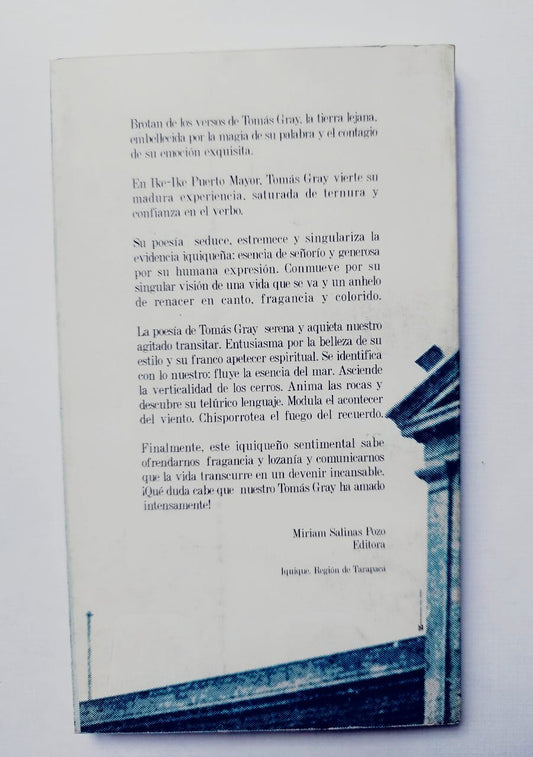 Brotan de los versos de Tomás Gray, la tierra lejana,
embellecida por la magia de su palabra y el contagio
de su emoción exquisita.
En Ike-Ike Puerto Mayor, Tomás Gray vierte su
madura experiencia, saturada de ternura y
confianza en el verbo.
Su poesía seduce, estremece y singulariza la
evidencia iquiqueña: esencia de señorío y generosa
por su humana expresión. Conmueve por su
singular visión de una vida que se va y un anhelo
de renacer en canto, fragancia y colorido.
La poesía de Tomás Gray serena y aquieta nuestro
agitado transitar. Entusiasma por la belleza de su
estilo y su franco apetecer espiritual. Se identifica
con lo nuestro: fluye la esencia del mar. Asciende
la verticalidad de los cerros. Anima las rocas y
descubre su telúrico lenguaje. Modula el acontecer
del viento. Chisporrotea el fuego del recuerdo.
Finalmente, este iquiqueño sentimental sabe
ofrendarnos fragancia y lozanía y comunicarnos
que la vida transcurre en un devenir incansable.
¡Qué duda cabe que nuestro Tomás Gray ha amado
intensamente!
Miriam Salinas Pozo
Editora
Iquique, Región de Tarapacá